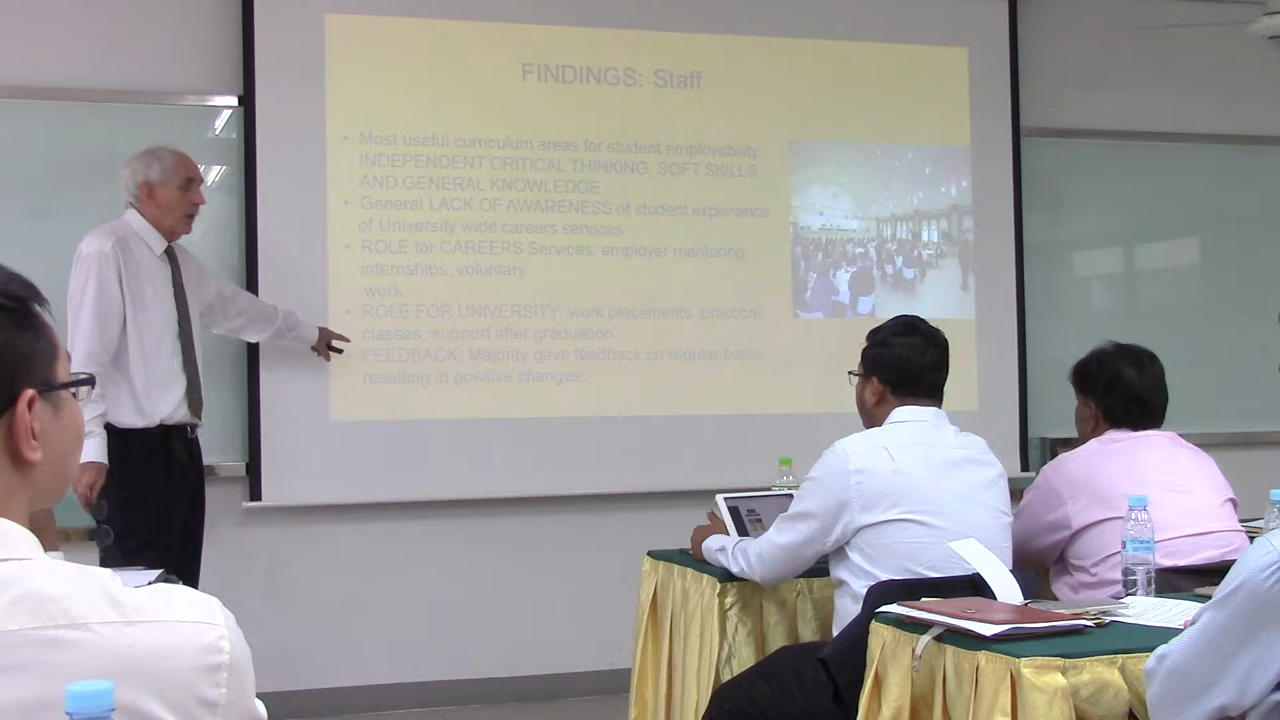 FINDINGS: Staff
• Most useful curriculum areas for student employability:
INDEPENDENT CRITICAL THINKING, SOFT SKILLS
AND GENERAL KNOWLEDGE
• General LACK OF AWARENESS of student experience
of University wide careers services
• ROLE for CAREERS Services: employer mentoring
internships, voluntary
work.
• ROLE FOR UNIVERSITY: work placements, practical
classes, support after graduation.
• FEEDBACK: Majority gave feedback on regular basis,
resulting in positive changes.